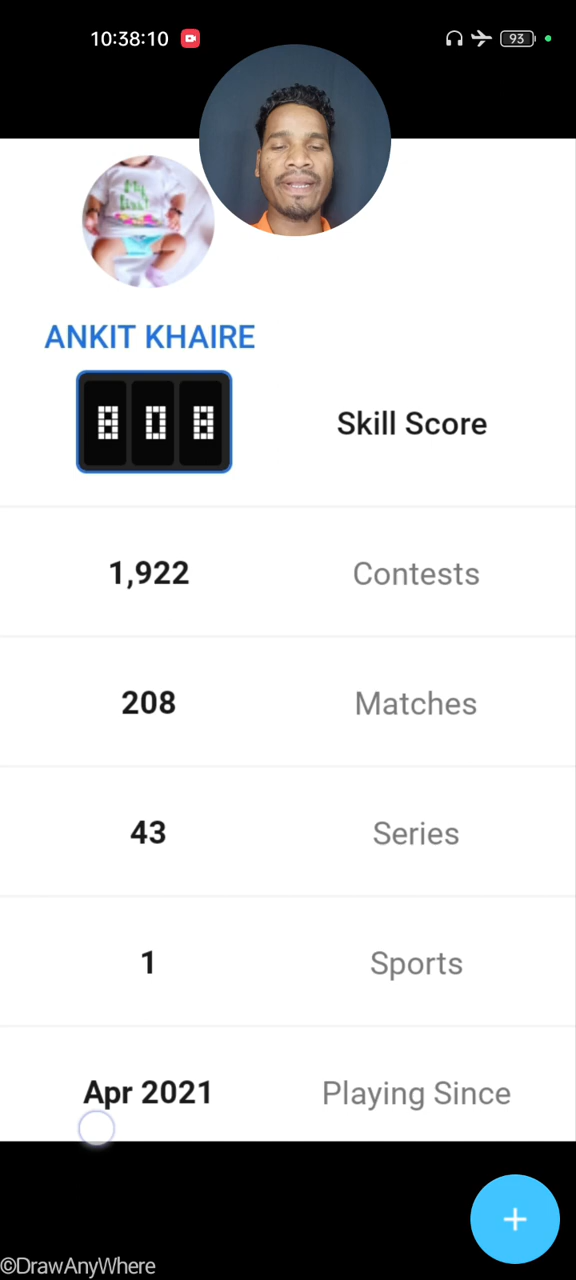 10:38:10 93
ANKIT KHAIRE
808 Skill Score
1,922 Contests
208 Matches
43 Series
1 Sports
Apr 2021 Playing Since
+
©DrawAnyWhere